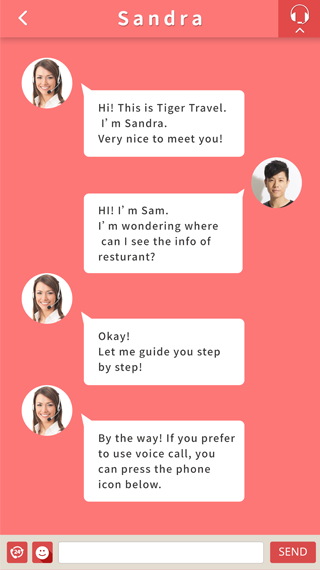 Sandra
Hi! This is Tiger Travel.
I'm Sandra.
Very nice to meet you!
HI! I'm Sam.
I'm wondering where
can I see the info of
resturant?
Okay!
Let me guide you step
by step!
By the way! If you prefer
to use voice call, you
can press the phone
icon below.
24
SEND